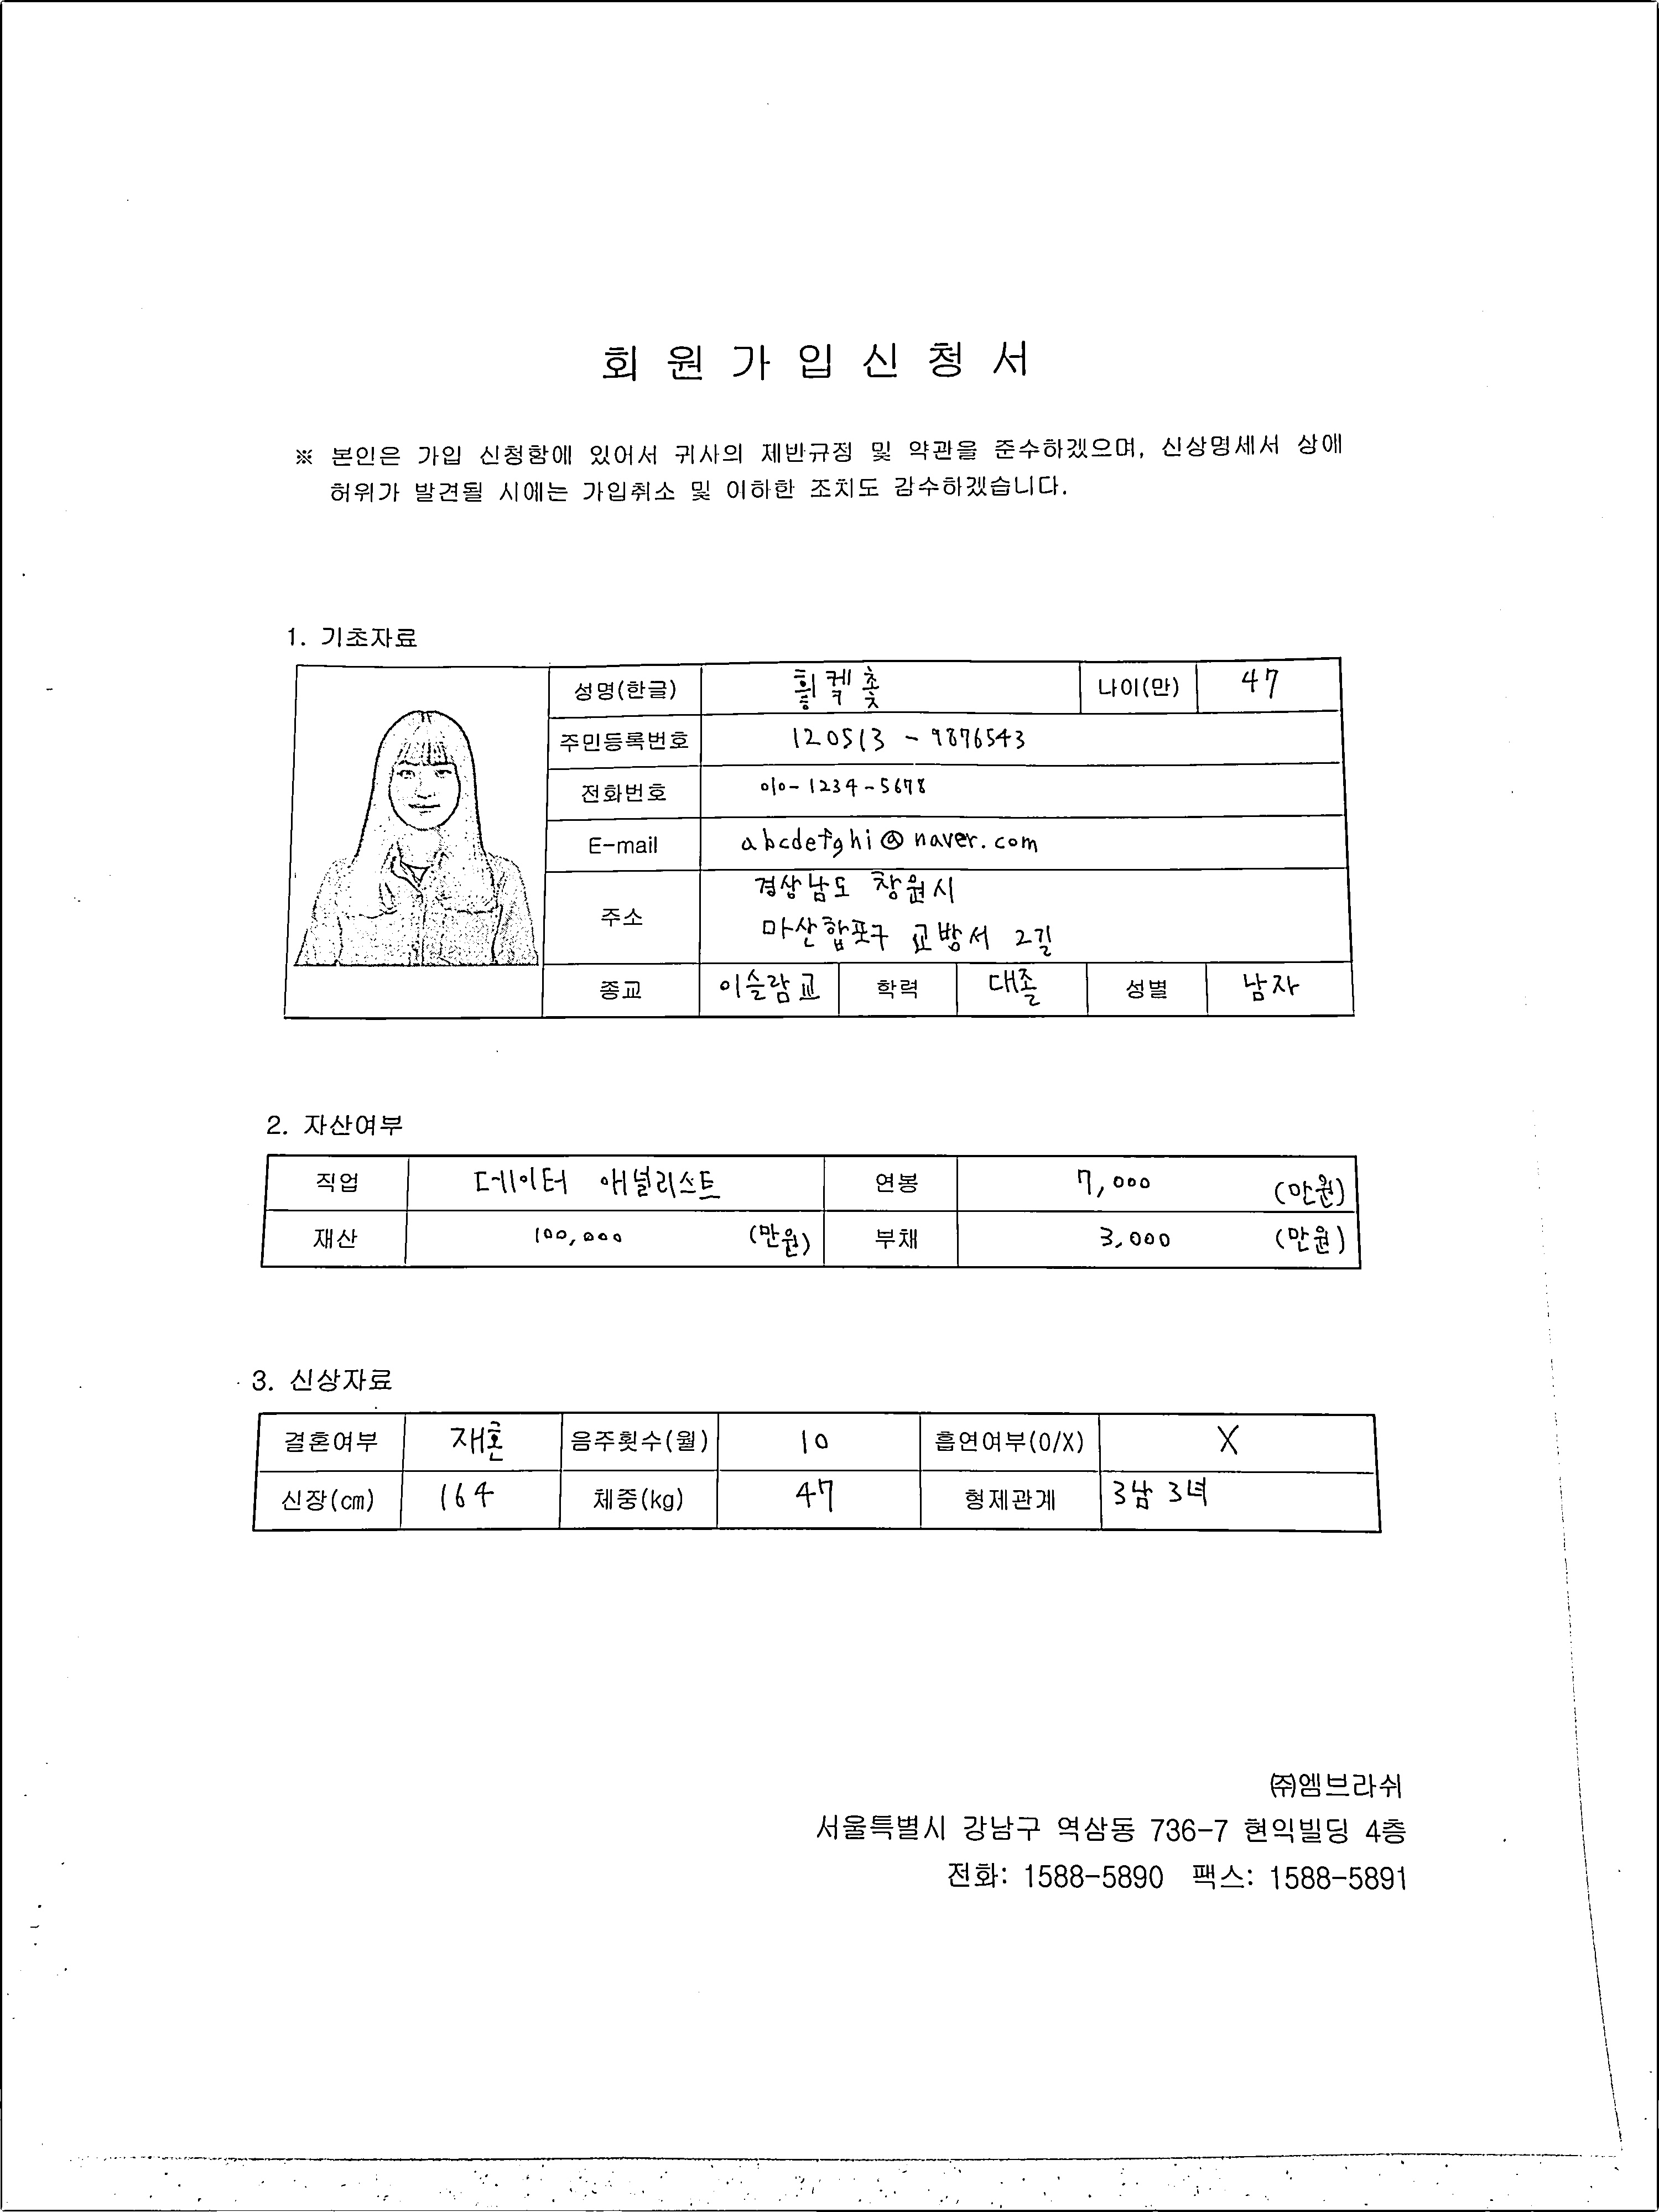 회 원 가 입 신 청 서
※ 본인은 가입 신청함에 있어서 귀사의 제반규정 및 약관을 준수하겠으며, 신상명세서 상에
허위가 발견될 시에는 가입취소 및 이하한 조치도 감수하겠습니다.
1. 기초자료
성명(한글) 나이(만) 47
주민등록번호 120513 - 9876543
전화번호 010-1234-5678
E-mail abcdefghi@naver.com
주소 경상남도 창원시
마산합포구 교방서 2길
종교 이슬람교 학력 대졸 성별 남자
2. 자산여부
직업 데이터 애널리스트 연봉 7,000 (만원)
재산 100,000 (만원) 부채 3,000 (만원)
3. 신상자료
결혼여부 재혼 음주횟수(월) 10 흡연여부(O/X) X
신장(cm) 164 체중(kg) 47 형제관계 3남 3녀
㈜엠브라쉬
서울특별시 강남구 역삼동 736-7 현익빌딩 4층
전화: 1588-5890 팩스: 1588-5891